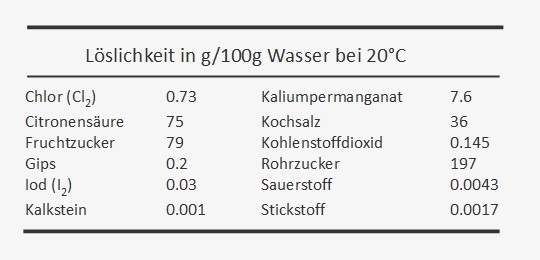 Löslichkeit in g/100g Wasser bei 20°C
Chlor (Cl2) 0.73 Kaliumpermanganat 7.6
Citronensäure 75 Kochsalz 36
Fruchtzucker 79 Kohlenstoffdioxid 0.145
Gips 0.2 Rohrzucker 197
Iod (I2) 0.03 Sauerstoff 0.0043
Kalkstein 0.001 Stickstoff 0.0017